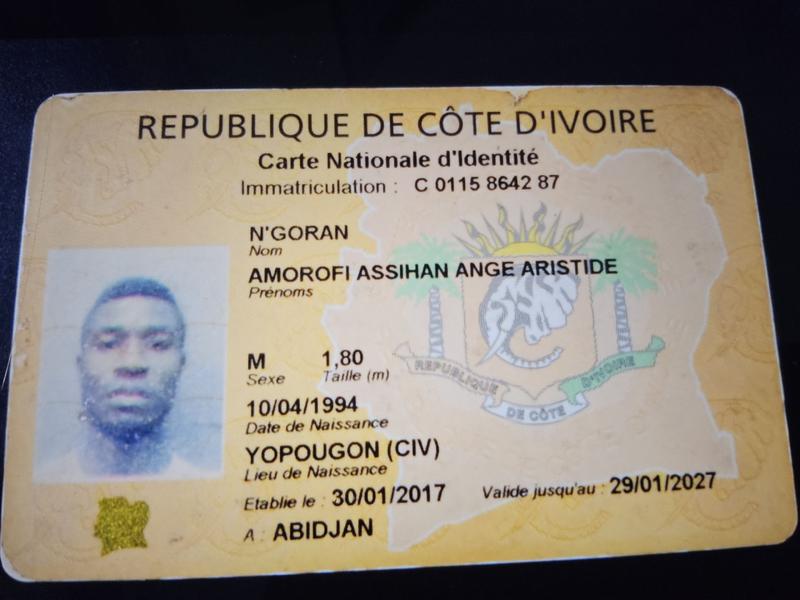 REPUBLIQUE DE CÔTE D'IVOIRE
Carte Nationale d'Identité
Immatriculation : C 0115 8642 87
N'GORAN
Nom
AMOROFI ASSIHAN ANGE ARISTIDE
Prénoms
M 1,80
Sexe Taille (m)
REPUBLIQUE DE CÔTE D'IVOIRE
10/04/1994
Date de Naissance
YOPOUGON (CIV)
Lieu de Naissance
Etablie le : 30/01/2017 Valide jusqu'au : 29/01/2027
A : ABIDJAN